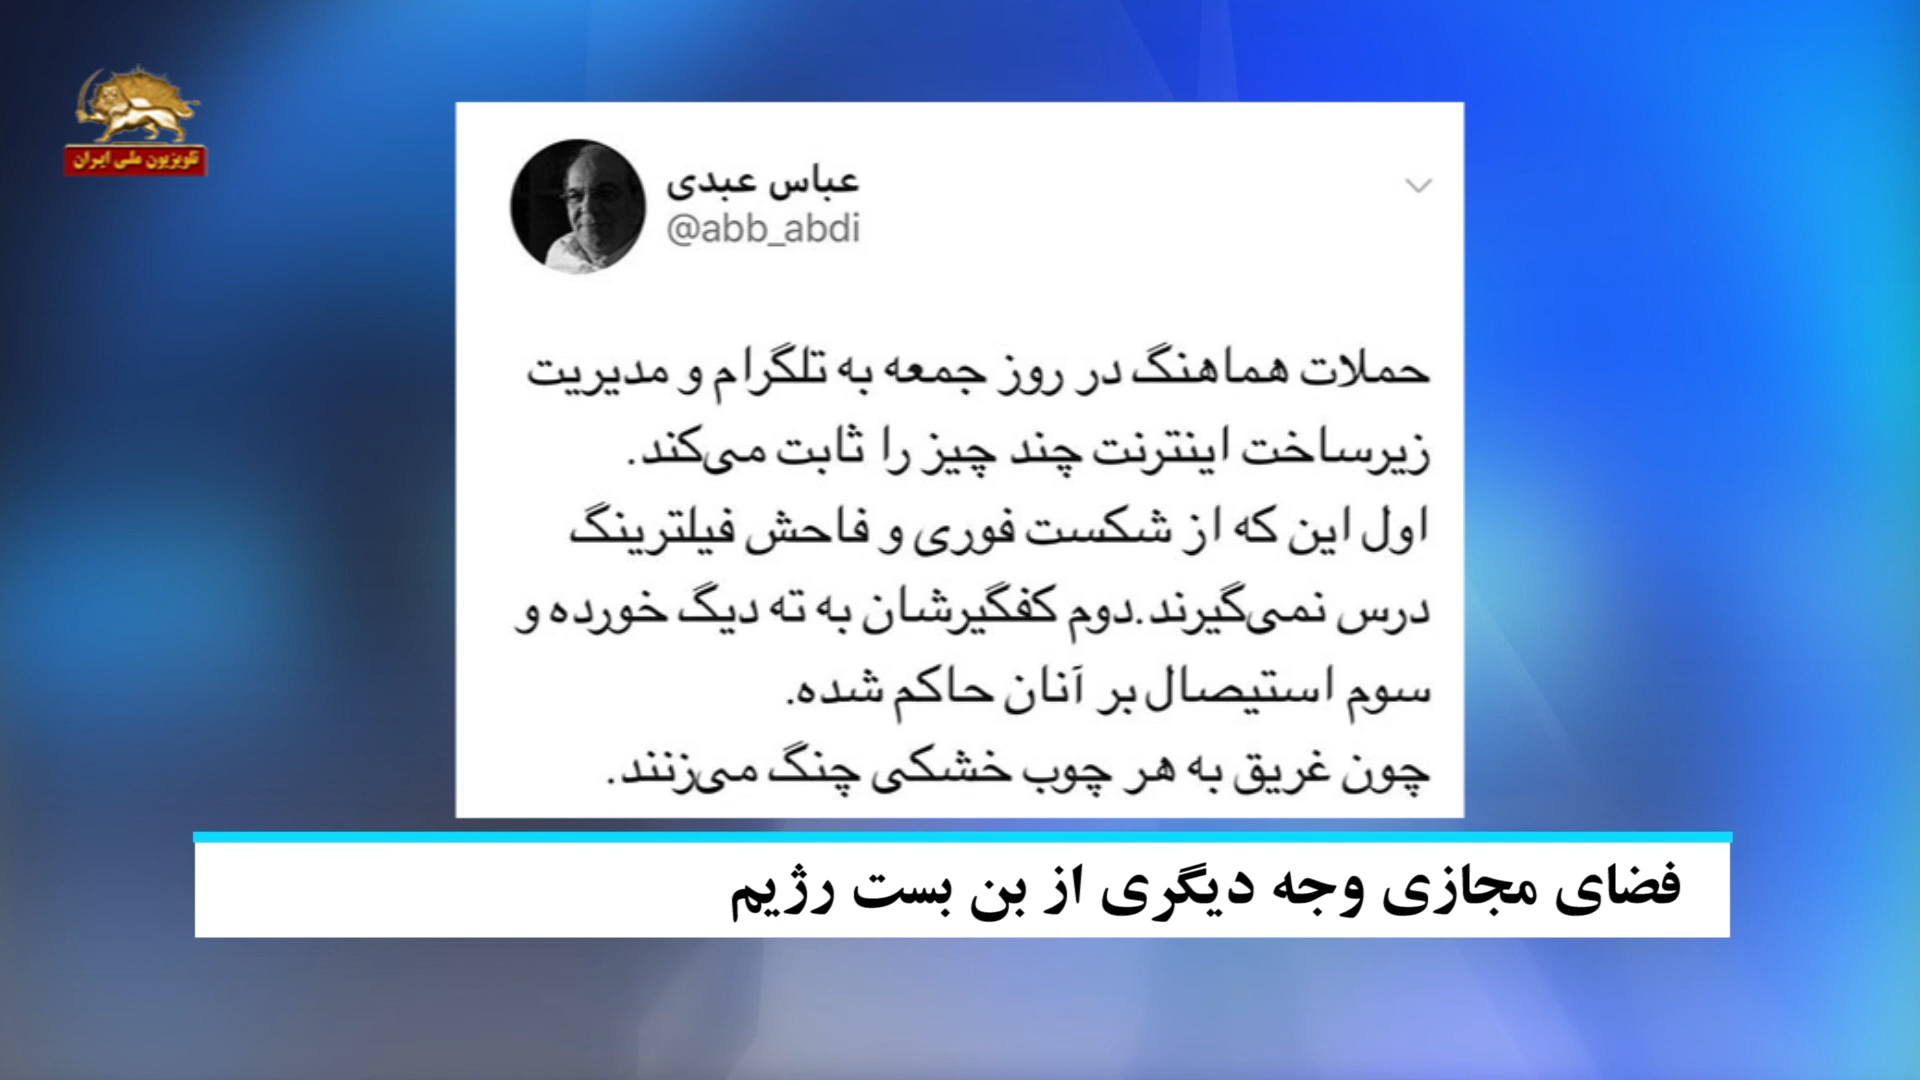 تلویزیون ملی ایران
عباس عبدی
@abb_abdi
حملات هماهنگ در روز جمعه به تلگرام و مدیریت
زیرساخت اینترنت چند چیز را ثابت می‌کند.
اول این که از شکست فوری و فاحش فیلترینگ
درس نمی‌گیرند.دوم کفگیرشان به ته دیگ خورده و
سوم استیصال بر آنان حاکم شده.
چون غریق به هر چوب خشکی چنگ می‌زنند.
فضای مجازی وجه دیگری از بن بست رژیم